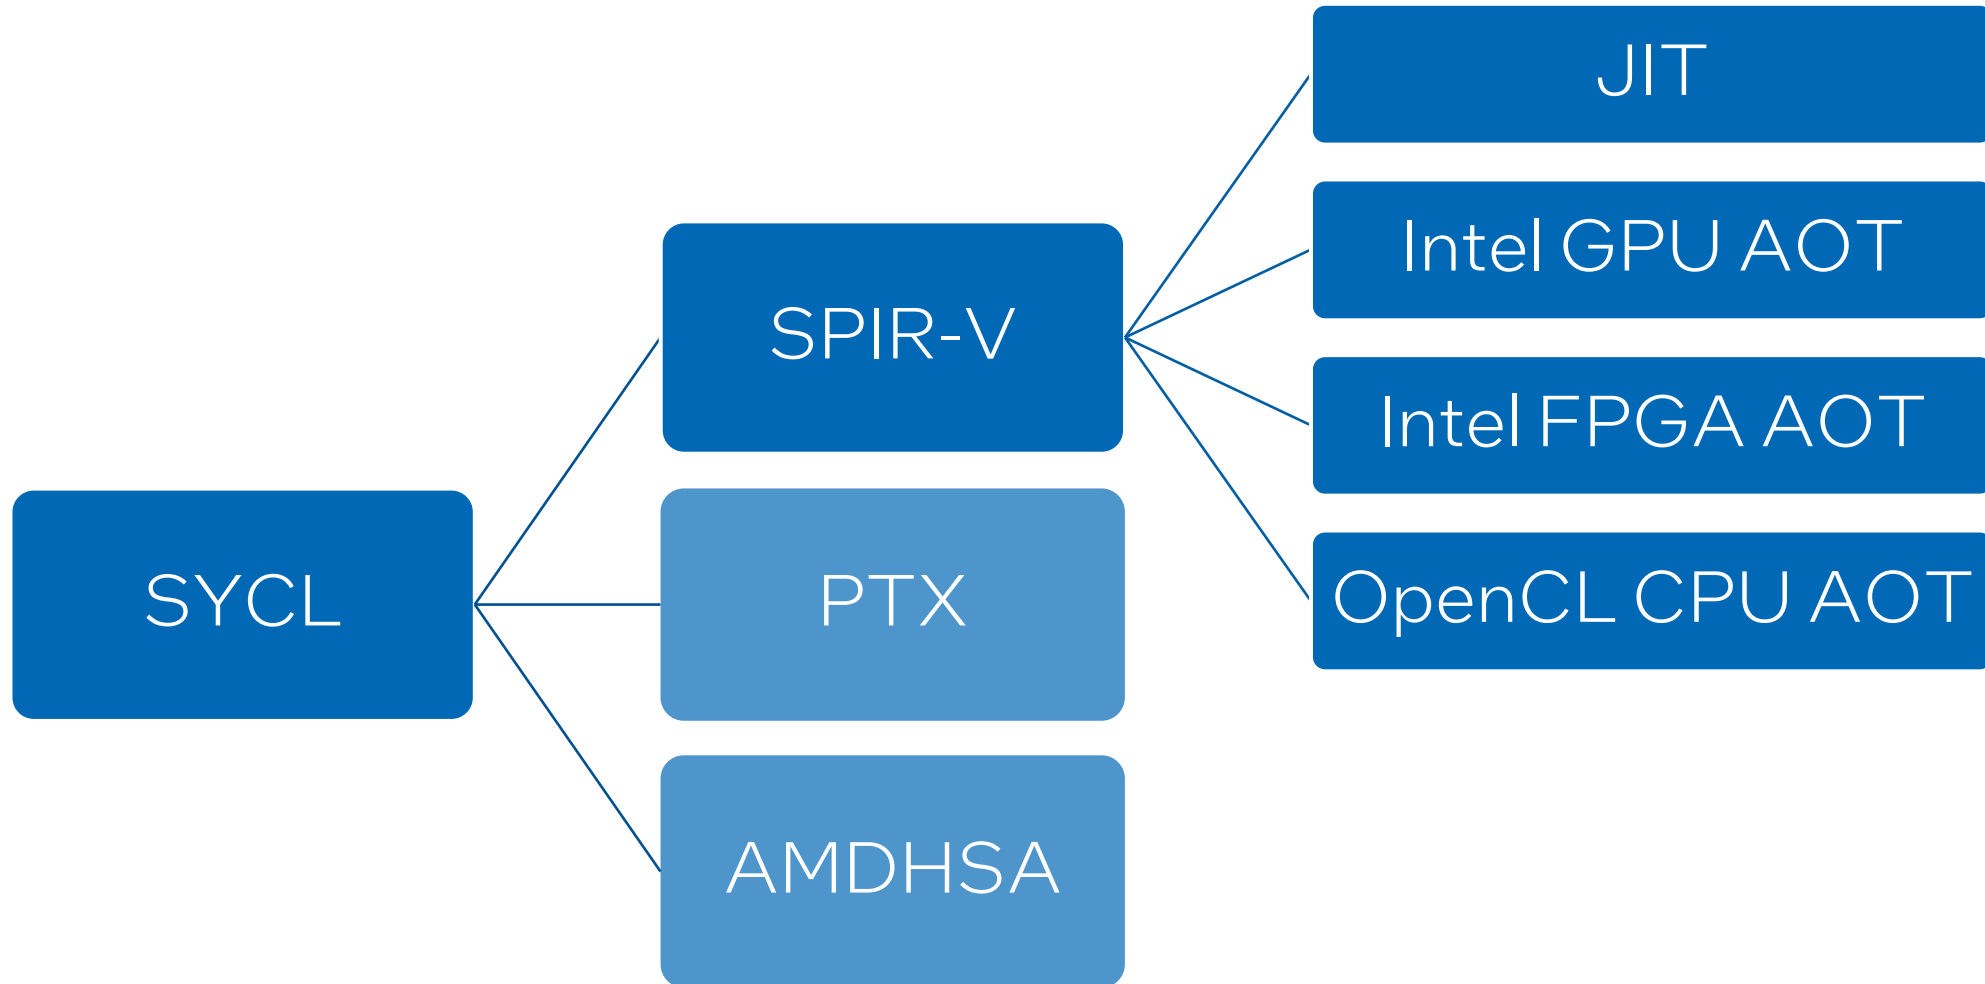 SYCL
SPIR-V
PTX
AMDHSA
JIT
Intel GPU AOT
Intel FPGA AOT
OpenCL CPU AOT